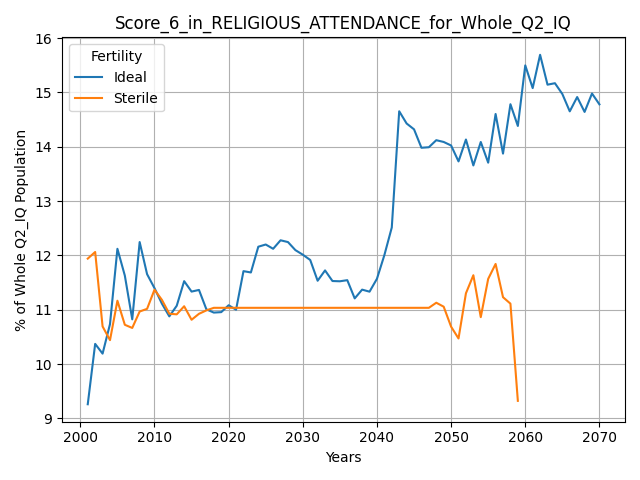 Score_6_in_RELIGIOUS_ATTENDANCE_for_Whole_Q2_IQ
Fertility
Ideal
Sterile
% of Whole Q2_IQ Population
16
15
14
13
12
11
10
9
2000 2010 2020 2030 2040 2050 2060 2070
Years